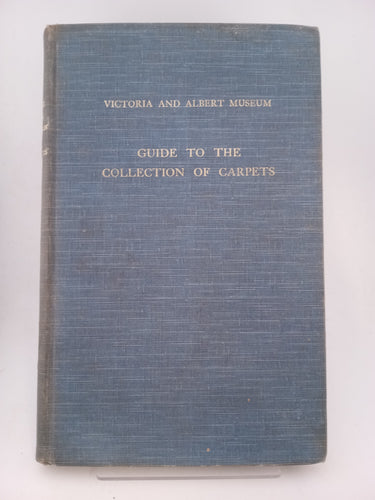 VICTORIA AND ALBERT MUSEUM
GUIDE TO THE
COLLECTION OF CARPETS